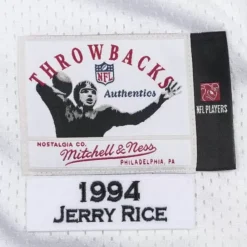 THROWBACKS
NFL
Authentics
NFL PLAYERS
NOSTALGIA CO.
Mitchell & Ness
PHILADELPHIA, PA
1994
JERRY RICE